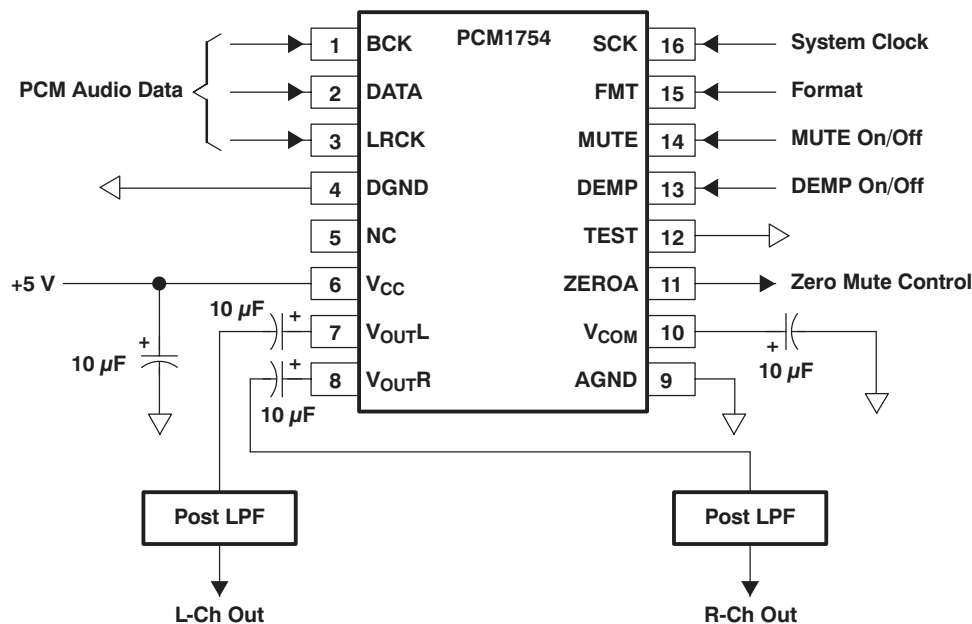 PCM1754
1 BCK
SCK 16
System Clock
PCM Audio Data
2 DATA
FMT 15
Format
3 LRCK
MUTE 14
MUTE On/Off
4 DGND
DEMP 13
DEMP On/Off
5 NC
TEST 12
+5 V
6 VCC
ZEROA 11
Zero Mute Control
10 µF +
7 VOUTL
VCOM 10
+ 10 µF
10 µF +
8 VOUTR
AGND 9
+
10 µF
Post LPF
Post LPF
L-Ch Out
R-Ch Out